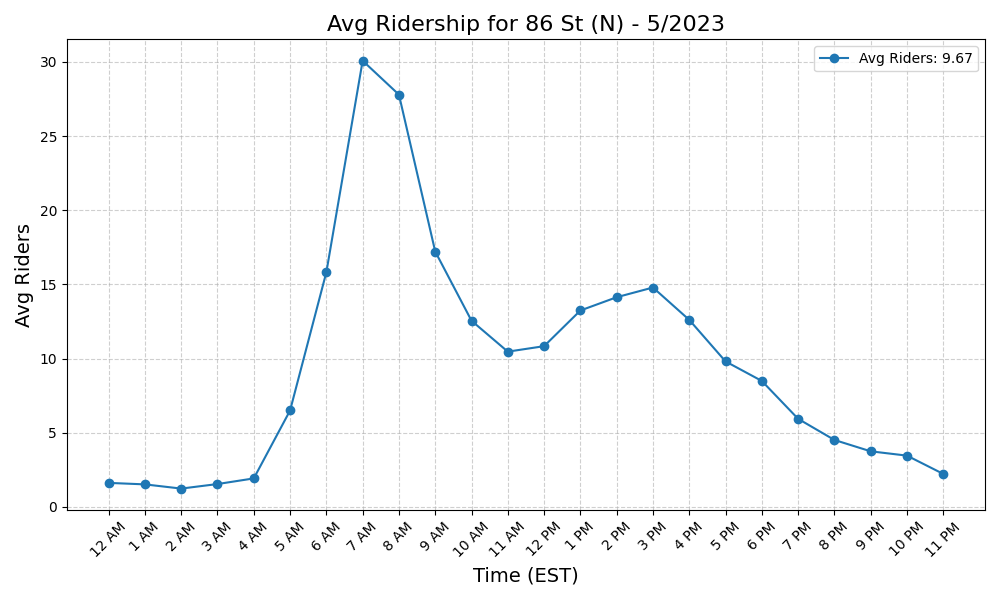 Avg Ridership for 86 St (N) - 5/2023
Avg Riders: 9.67
Avg Riders
30
25
20
15
10
5
0
12 AM
1 AM
2 AM
3 AM
4 AM
5 AM
6 AM
7 AM
8 AM
9 AM
10 AM
11 AM
12 PM
1 PM
2 PM
3 PM
4 PM
5 PM
6 PM
7 PM
8 PM
9 PM
10 PM
11 PM
Time (EST)